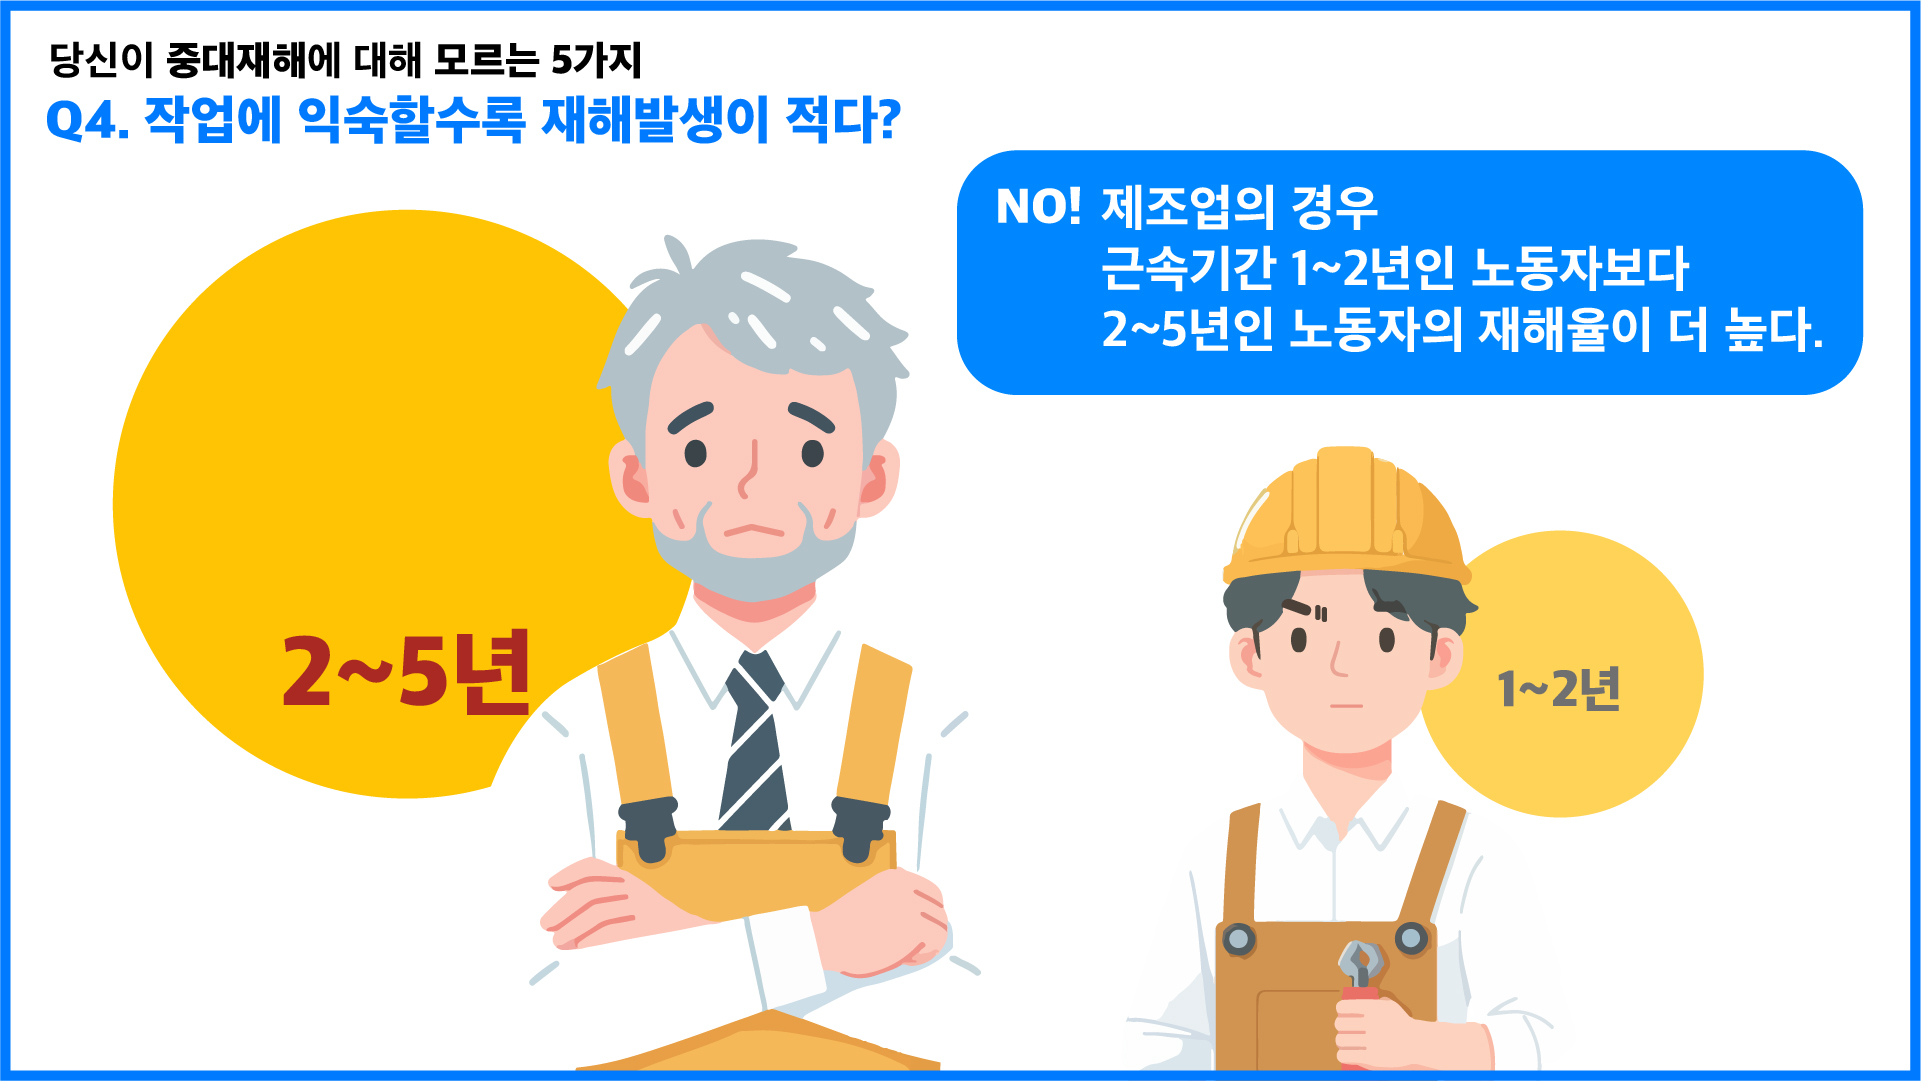 당신이 중대재해에 대해 모르는 5가지
Q4. 작업에 익숙할수록 재해발생이 적다?
NO! 제조업의 경우
근속기간 1~2년인 노동자보다
2~5년인 노동자의 재해율이 더 높다.
2~5년
1~2년